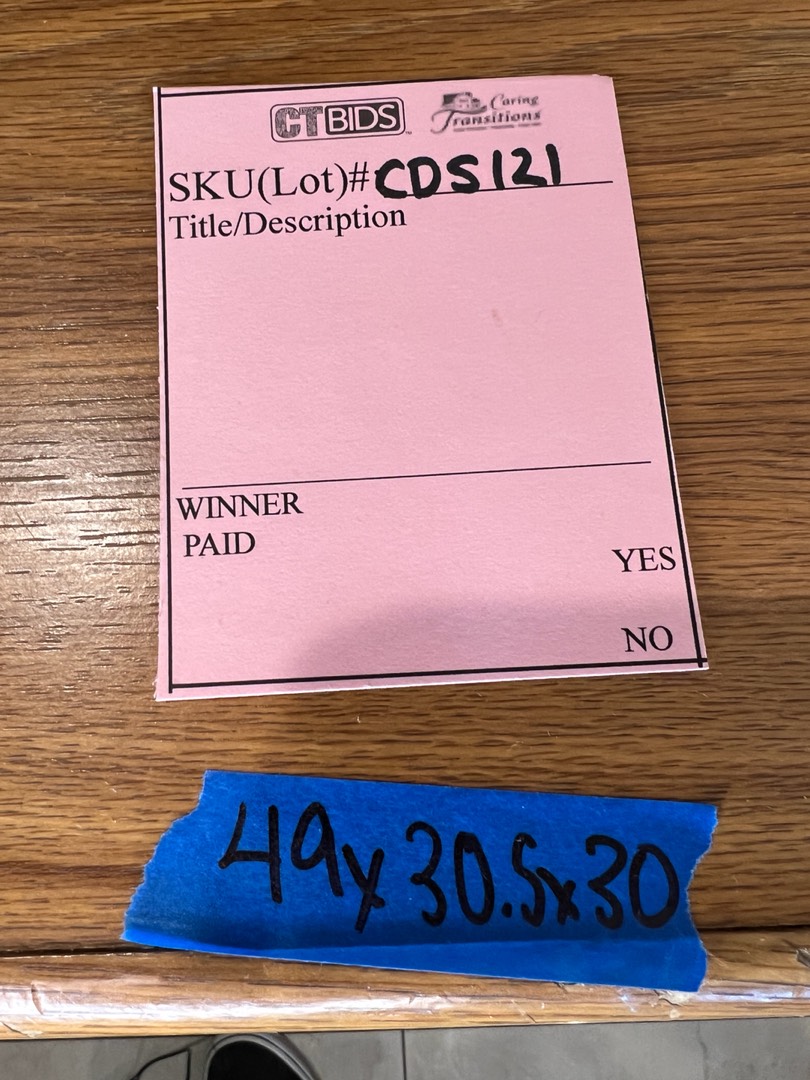 CTBIDS Caring
Transitions
SKU(Lot)# CDS121
Title/Description
WINNER
PAID
YES
NO
49x30.5x30